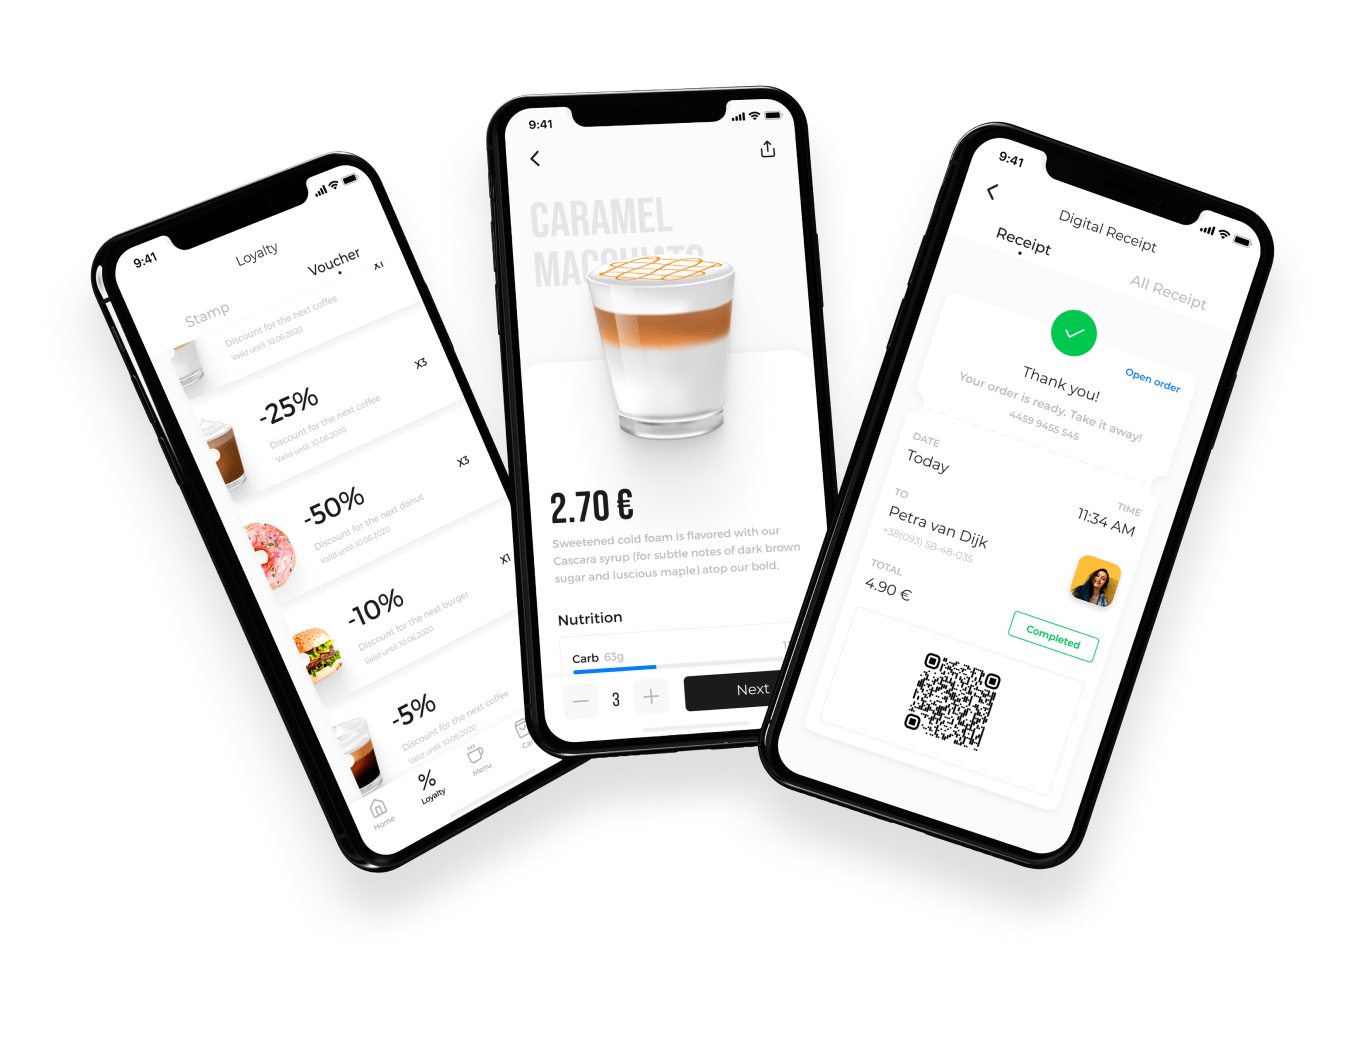 9:41
Loyalty
Stamp
Voucher
X1
Discount for the next coffee
Valid until: 10.06.2020
-25%
X3
Discount for the next coffee
Valid until: 10.06.2020
-50%
X3
Discount for the next donut
Valid until: 10.06.2020
-10%
X1
Discount for the next burger
Valid until: 10.06.2020
-5%
Discount for the next coffee
Valid until: 10.06.2020
Home
%
Loyalty
Menu
9:41
CARAMEL
MACCHIATO
2.70 €
Sweetened cold foam is flavored with our
Cascara syrup (for subtle notes of dark brown
sugar and luscious maple) atop our bold.
Nutrition
Carb 63g
3
Next
9:41
Digital Receipt
Receipt
All Receipt
Open order
Thank you!
Your order is ready. Take it away!
4459 9455 545
DATE
Today
TIME
11:34 AM
TO
Petra van Dijk
+38(093) 58-48-035
TOTAL
4.90 €
Completed